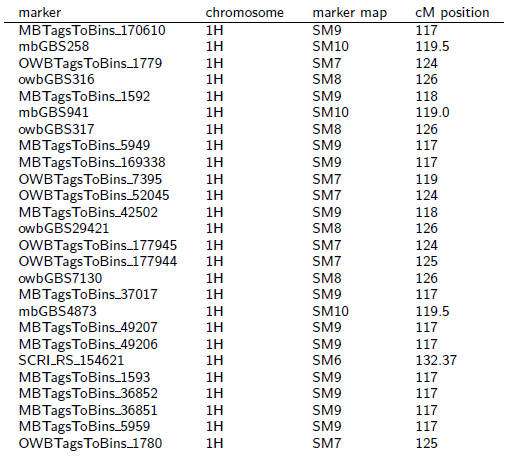 marker chromosome marker map cM position
MBTagsToBins_170610 1H SM9 117
mbGBS258 1H SM10 119.5
OWBTagsToBins_1779 1H SM7 124
owbGBS316 1H SM8 126
MBTagsToBins_1592 1H SM9 118
mbGBS941 1H SM10 119.0
owbGBS317 1H SM8 126
MBTagsToBins_5949 1H SM9 117
MBTagsToBins_169338 1H SM9 117
OWBTagsToBins_7395 1H SM7 119
OWBTagsToBins_52045 1H SM7 124
MBTagsToBins_42502 1H SM9 118
owbGBS29421 1H SM8 126
OWBTagsToBins_177945 1H SM7 124
OWBTagsToBins_177944 1H SM7 125
owbGBS7130 1H SM8 126
MBTagsToBins_37017 1H SM9 117
mbGBS4873 1H SM10 119.5
MBTagsToBins_49207 1H SM9 117
MBTagsToBins_49206 1H SM9 117
SCRI_RS_154621 1H SM6 132.37
MBTagsToBins_1593 1H SM9 117
MBTagsToBins_36852 1H SM9 117
MBTagsToBins_36851 1H SM9 117
MBTagsToBins_5959 1H SM9 117
OWBTagsToBins_1780 1H SM7 125